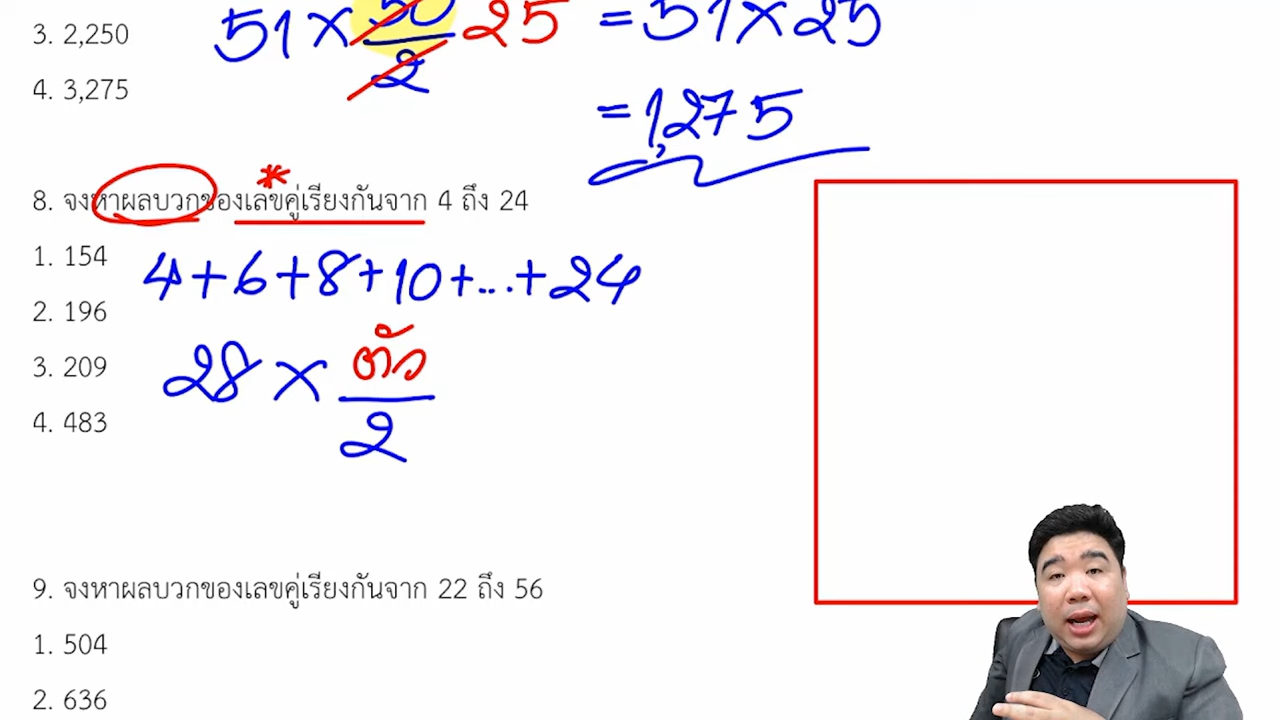 3. 2,250
51 × 50/2 25 = 51 × 25
4. 3,275
= 1,275
*
8. จงหาผลบวกของเลขคู่เรียงกันจาก 4 ถึง 24
1. 154
4+6+8+10+...+24
2. 196
3. 209
28 × ตัว/2
4. 483
9. จงหาผลบวกของเลขคู่เรียงกันจาก 22 ถึง 56
1. 504
2. 636